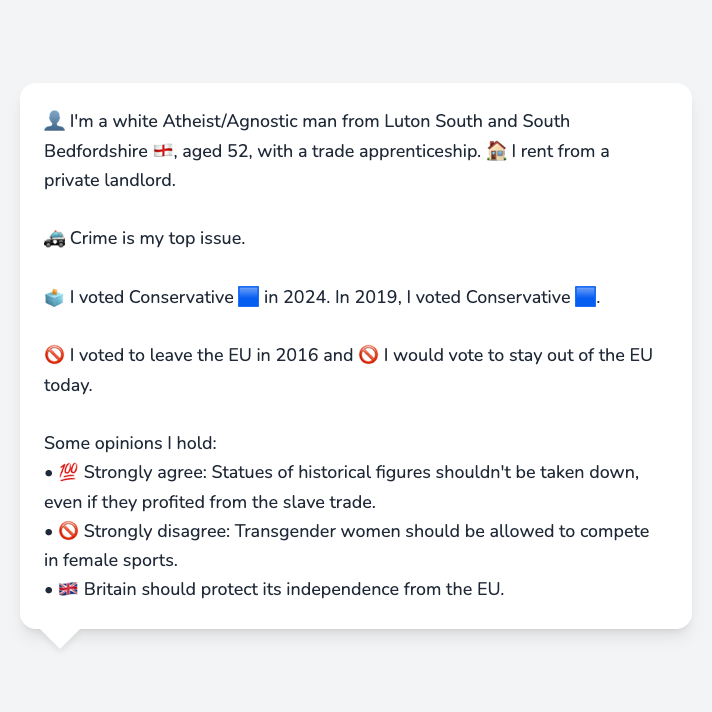 👤 I'm a white Atheist/Agnostic man from Luton South and South
Bedfordshire 🏴󠁧󠁢󠁥󠁮󠁧󠁿, aged 52, with a trade apprenticeship. 🏠 I rent from a
private landlord.
🚓 Crime is my top issue.
🗳️ I voted Conservative 🟦 in 2024. In 2019, I voted Conservative 🟦.
🚫 I voted to leave the EU in 2016 and 🚫 I would vote to stay out of the EU
today.
Some opinions I hold:
• 💯 Strongly agree: Statues of historical figures shouldn't be taken down,
even if they profited from the slave trade.
• 🚫 Strongly disagree: Transgender women should be allowed to compete
in female sports.
• 🇬🇧 Britain should protect its independence from the EU.